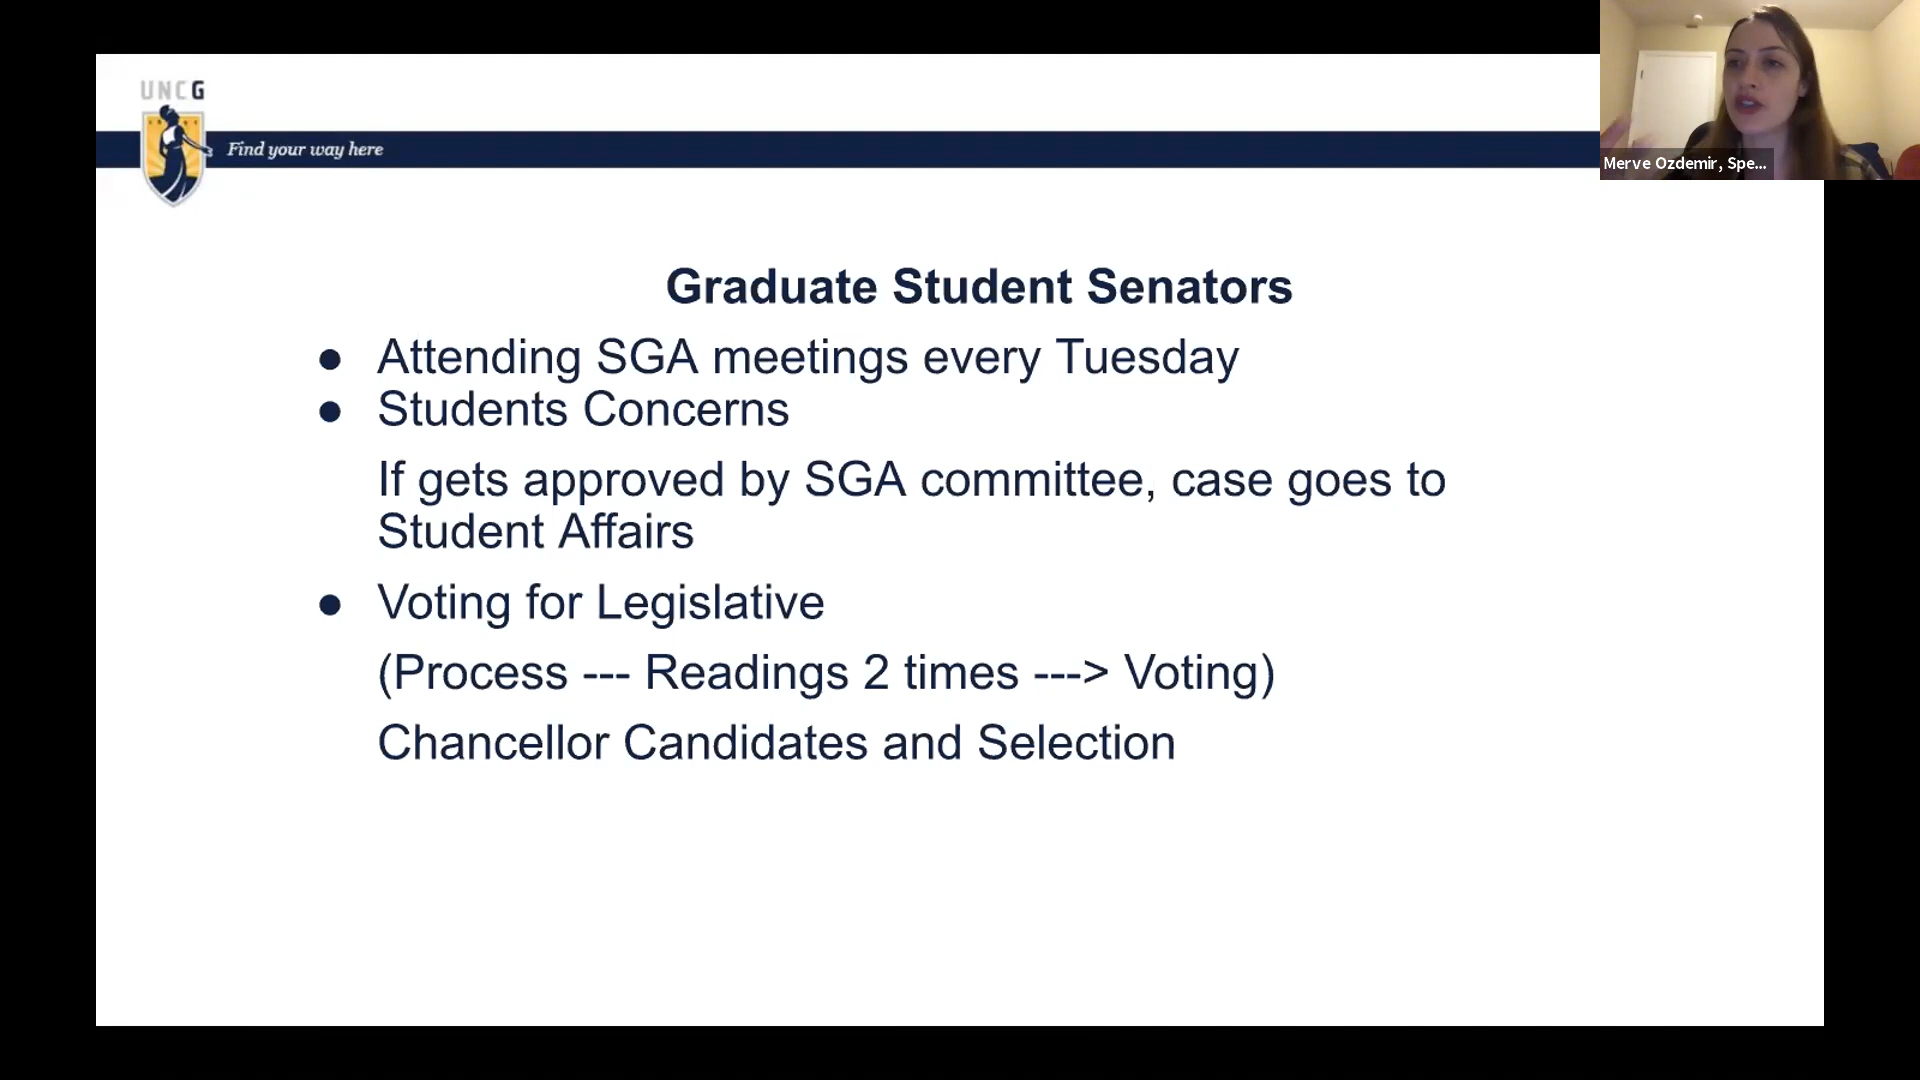 UNCG
Find your way here
Merve Ozdemir, Spe...
Graduate Student Senators
● Attending SGA meetings every Tuesday
● Students Concerns
If gets approved by SGA committee, case goes to
Student Affairs
● Voting for Legislative
(Process --- Readings 2 times ---> Voting)
Chancellor Candidates and Selection